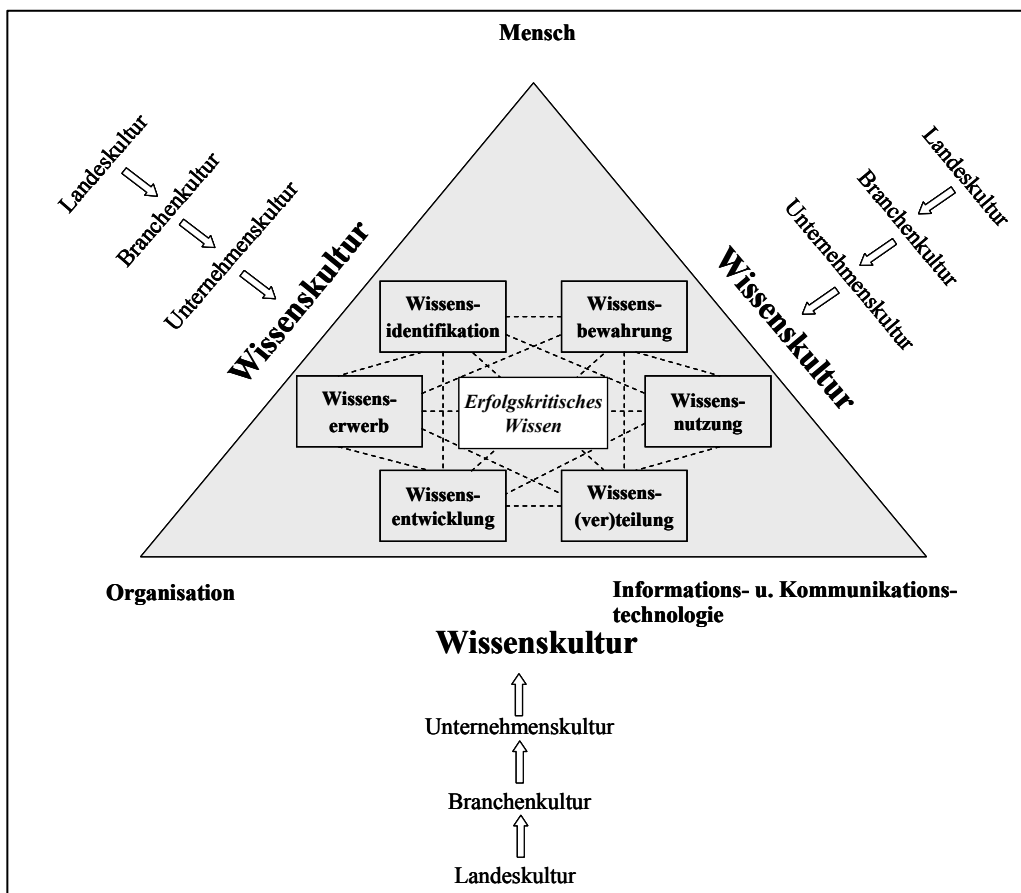 Mensch
Landeskultur
Branchenkultur
Unternehmenskultur
Wissenskultur
Landeskultur
Branchenkultur
Unternehmenskultur
Wissenskultur
Wissens-
identifikation
Wissens-
bewahrung
Wissens-
erwerb
Erfolgskritisches
Wissen
Wissens-
nutzung
Wissens-
entwicklung
Wissens-
(ver)teilung
Organisation
Informations- u. Kommunikations-
technologie
Wissenskultur
Unternehmenskultur
Branchenkultur
Landeskultur